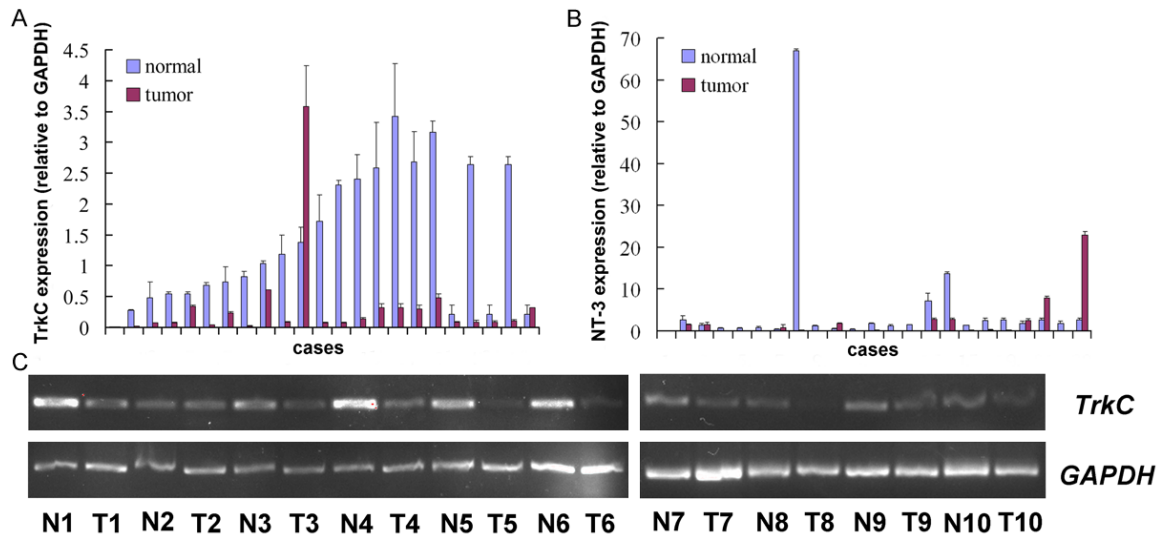 A
TrkC expression (relative to GAPDH)
4.5
4
3.5
3
2.5
2
1.5
1
0.5
0
normal
tumor
cases
B
NT-3 expression (relative to GAPDH)
70
60
50
40
30
20
10
0
normal
tumor
cases
C
TrkC
GAPDH
N1 T1 N2 T2 N3 T3 N4 T4 N5 T5 N6 T6 N7 T7 N8 T8 N9 T9 N10 T10